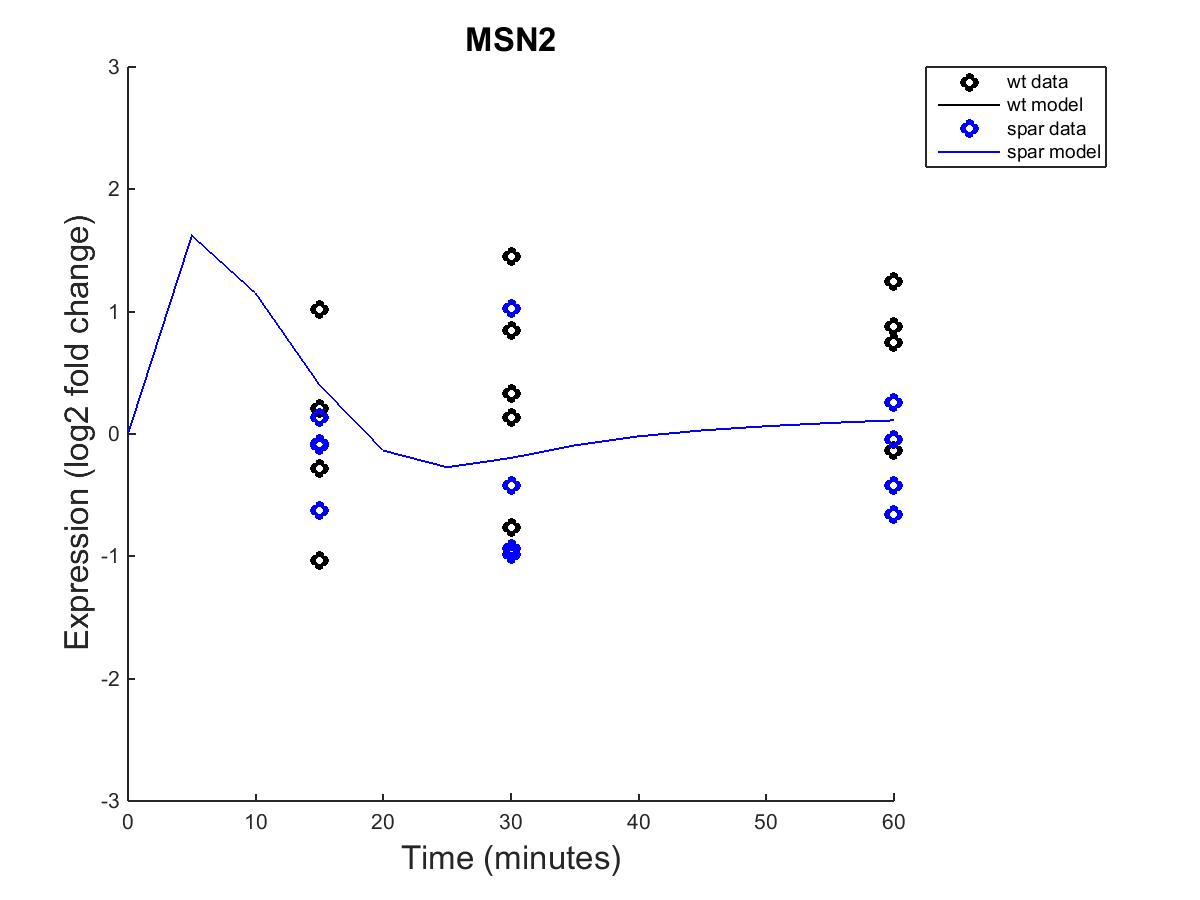 MSN2
wt data
wt model
spar data
spar model
Expression (log2 fold change)
3
2
1
0
-1
-2
-3
0 10 20 30 40 50 60
Time (minutes)